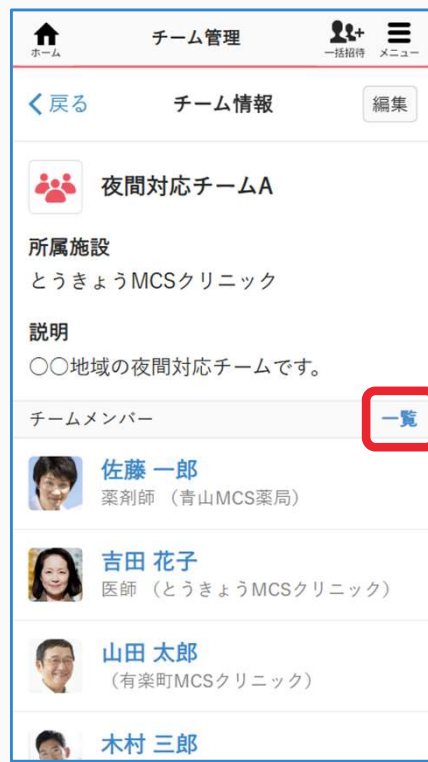 ホーム
チーム管理
一括招待
メニュー
戻る
チーム情報
編集
夜間対応チームA
所属施設
とうきょうMCSクリニック
説明
〇〇地域の夜間対応チームです。
チームメンバー
一覧
佐藤 一郎
薬剤師 （青山MCS薬局）
吉田 花子
医師 （とうきょうMCSクリニック）
山田 太郎
（有楽町MCSクリニック）
木村 三郎